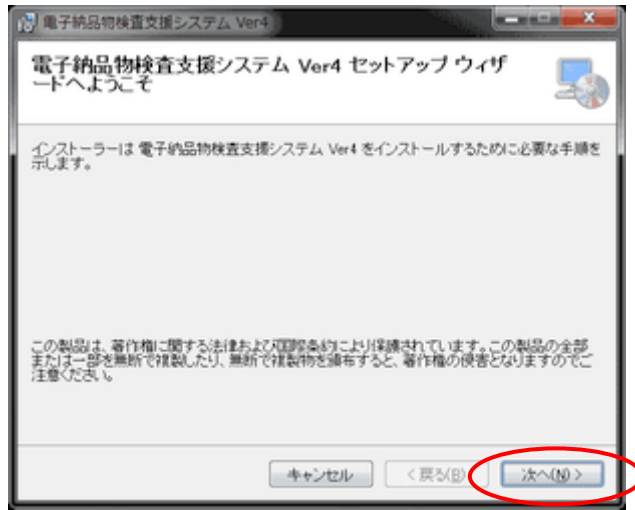 電子納品物検査支援システム Ver4
電子納品物検査支援システム Ver4 セットアップ ウィザ
ードへようこそ
インストーラーは 電子納品物検査支援システム Ver4 をインストールするために必要な手順を
示します。
この製品は、著作権に関する法律および国際条約により保護されています。この製品の全部
または一部を無断で複製したり、無断で複製物を頒布すると、著作権の侵害となりますのでご
注意ください。
キャンセル
< 戻る(B)
次へ(N) >